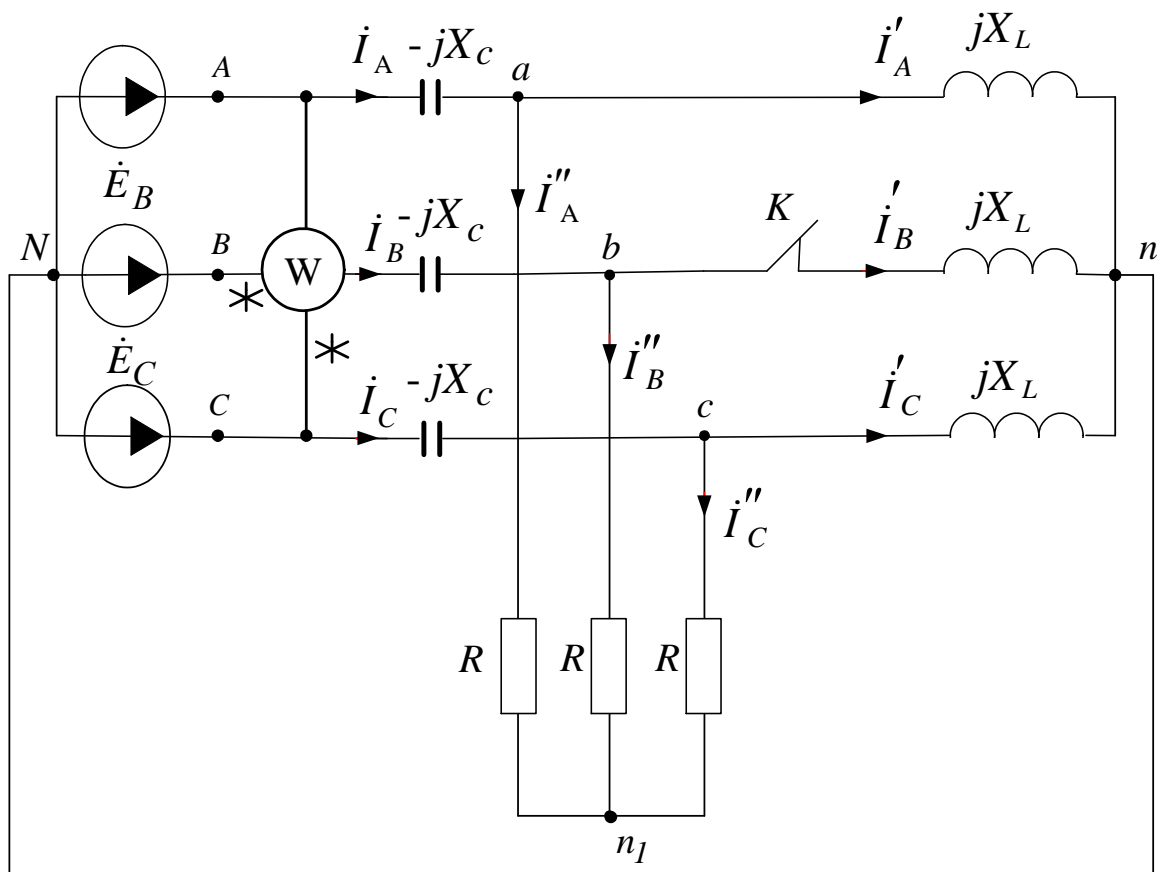 İ_A - jX_c
İ'_A
jX_L
A
a
Ė_B
İ''_A
N
B
W
*
İ_B - jX_c
b
K
İ'_B
jX_L
n
Ė_C
*
İ''_B
C
İ_C - jX_c
c
İ'_C
jX_L
İ''_C
R
R
R
n_1